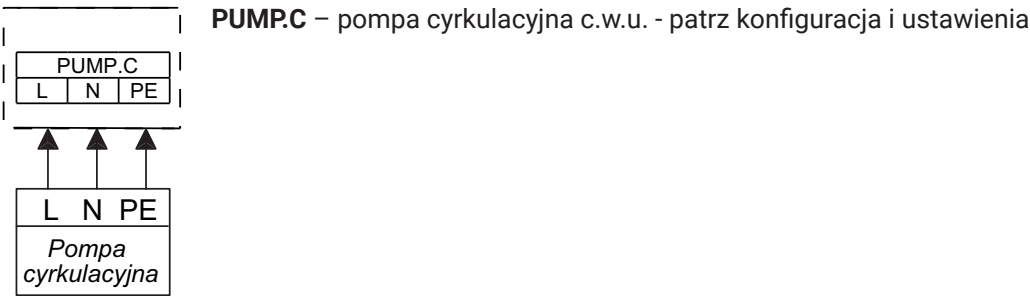 PUMP.C – pompa cyrkulacyjna c.w.u. - patrz konfiguracja i ustawienia
PUMP.C
L N PE
L N PE
Pompa
cyrkulacyjna